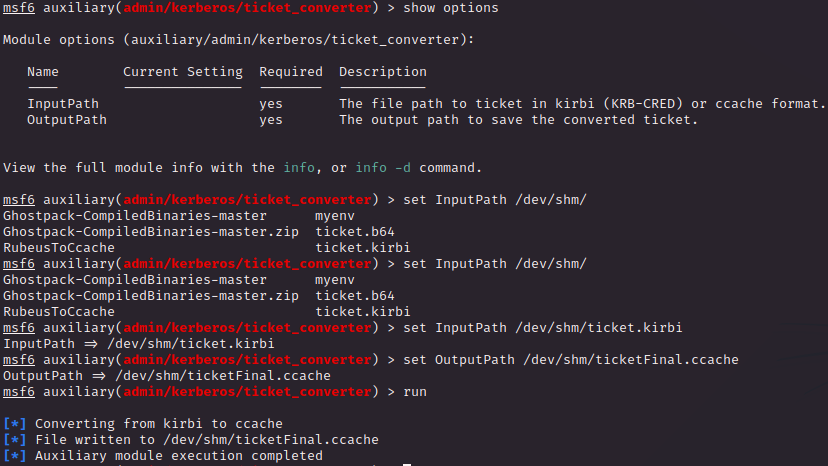 msf6 auxiliary(admin/kerberos/ticket_converter) > show options
Module options (auxiliary/admin/kerberos/ticket_converter):
Name Current Setting Required Description
---- --------------- -------- -----------
InputPath yes The file path to ticket in kirbi (KRB-CRED) or ccache format.
OutputPath yes The output path to save the converted ticket.
View the full module info with the info, or info -d command.
msf6 auxiliary(admin/kerberos/ticket_converter) > set InputPath /dev/shm/
Ghostpack-CompiledBinaries-master myenv
Ghostpack-CompiledBinaries-master.zip ticket.b64
RubeusToCcache ticket.kirbi
msf6 auxiliary(admin/kerberos/ticket_converter) > set InputPath /dev/shm/
Ghostpack-CompiledBinaries-master myenv
Ghostpack-CompiledBinaries-master.zip ticket.b64
RubeusToCcache ticket.kirbi
msf6 auxiliary(admin/kerberos/ticket_converter) > set InputPath /dev/shm/ticket.kirbi
InputPath => /dev/shm/ticket.kirbi
msf6 auxiliary(admin/kerberos/ticket_converter) > set OutputPath /dev/shm/ticketFinal.ccache
OutputPath => /dev/shm/ticketFinal.ccache
msf6 auxiliary(admin/kerberos/ticket_converter) > run
[*] Converting from kirbi to ccache
[*] File written to /dev/shm/ticketFinal.ccache
[*] Auxiliary module execution completed